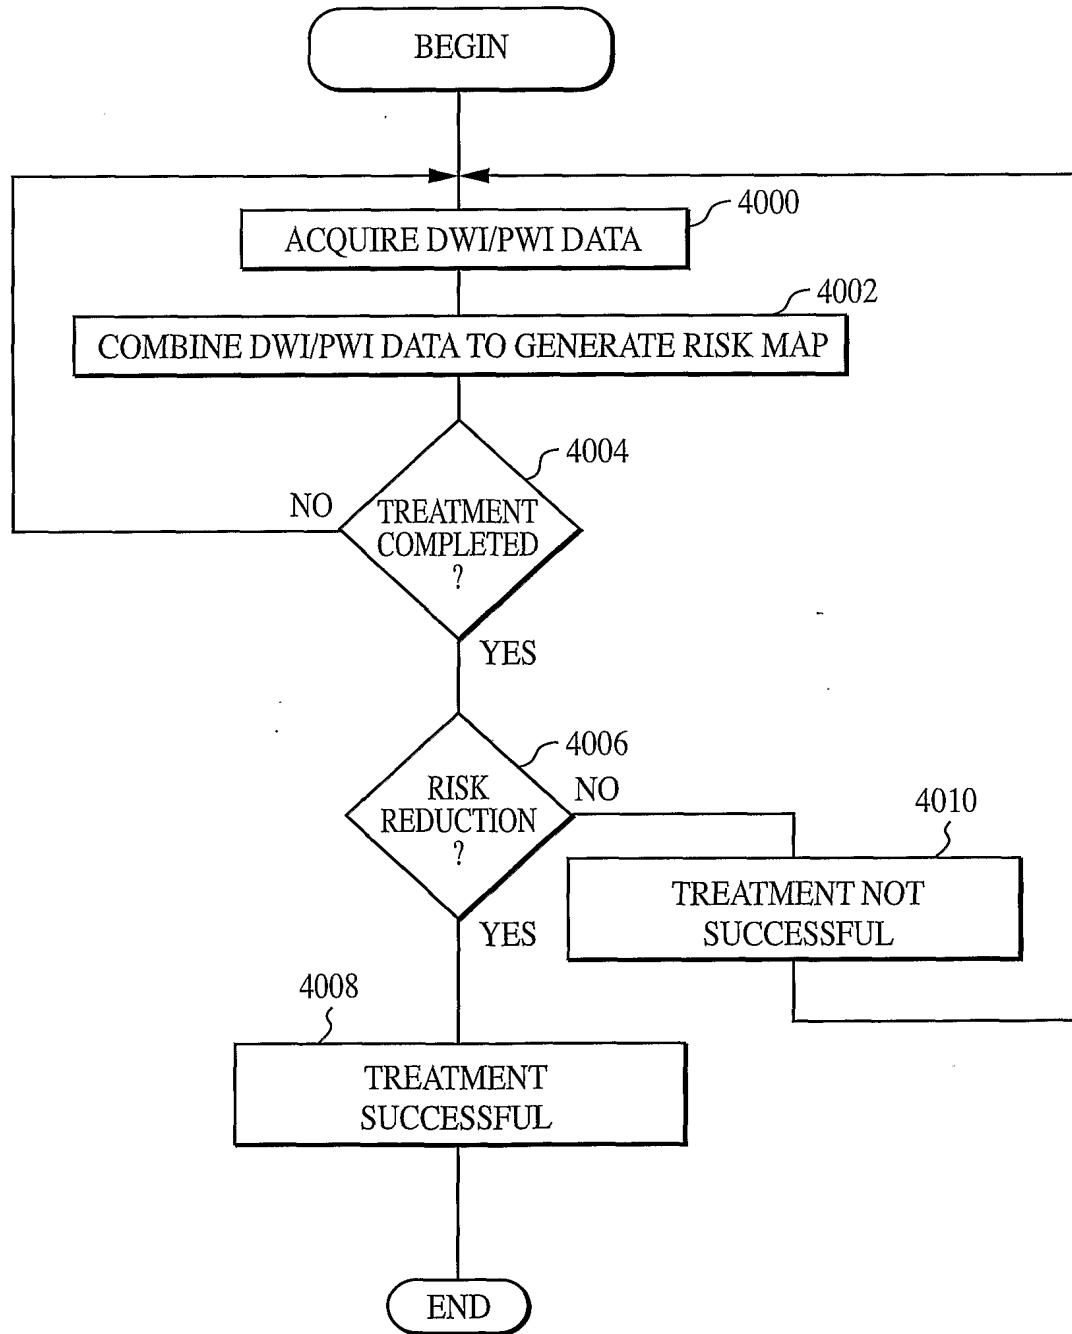 BEGIN
4000
ACQUIRE DWI/PWI DATA
4002
COMBINE DWI/PWI DATA TO GENERATE RISK MAP
4004
NO
TREATMENT
COMPLETED
?
YES
4006
RISK
REDUCTION
?
NO
4010
TREATMENT NOT
SUCCESSFUL
YES
4008
TREATMENT
SUCCESSFUL
END